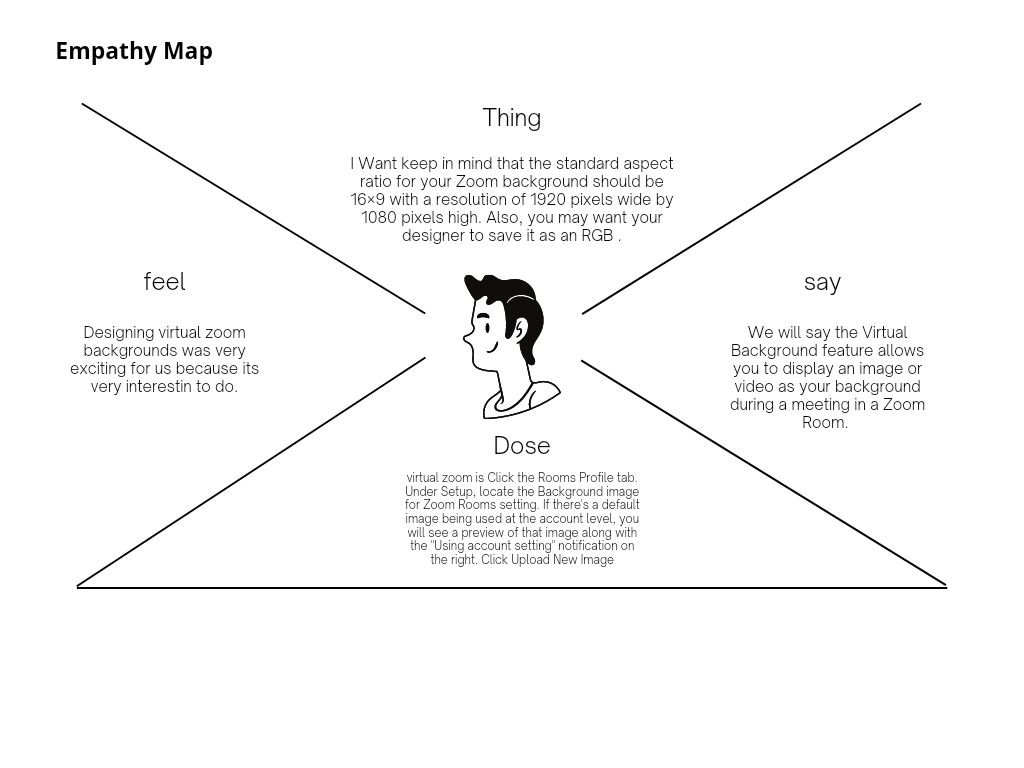 Empathy Map
Thing
I Want keep in mind that the standard aspect
ratio for your Zoom background should be
16×9 with a resolution of 1920 pixels wide by
1080 pixels high. Also, you may want your
designer to save it as an RGB .
feel
Designing virtual zoom
backgrounds was very
exciting for us because its
very interestin to do.
say
We will say the Virtual
Background feature allows
you to display an image or
video as your background
during a meeting in a Zoom
Room.
Dose
virtual zoom is Click the Rooms Profile tab.
Under Setup, locate the Background image
for Zoom Rooms setting. If there's a default
image being used at the account level, you
will see a preview of that image along with
the "Using account setting" notification on
the right. Click Upload New Image